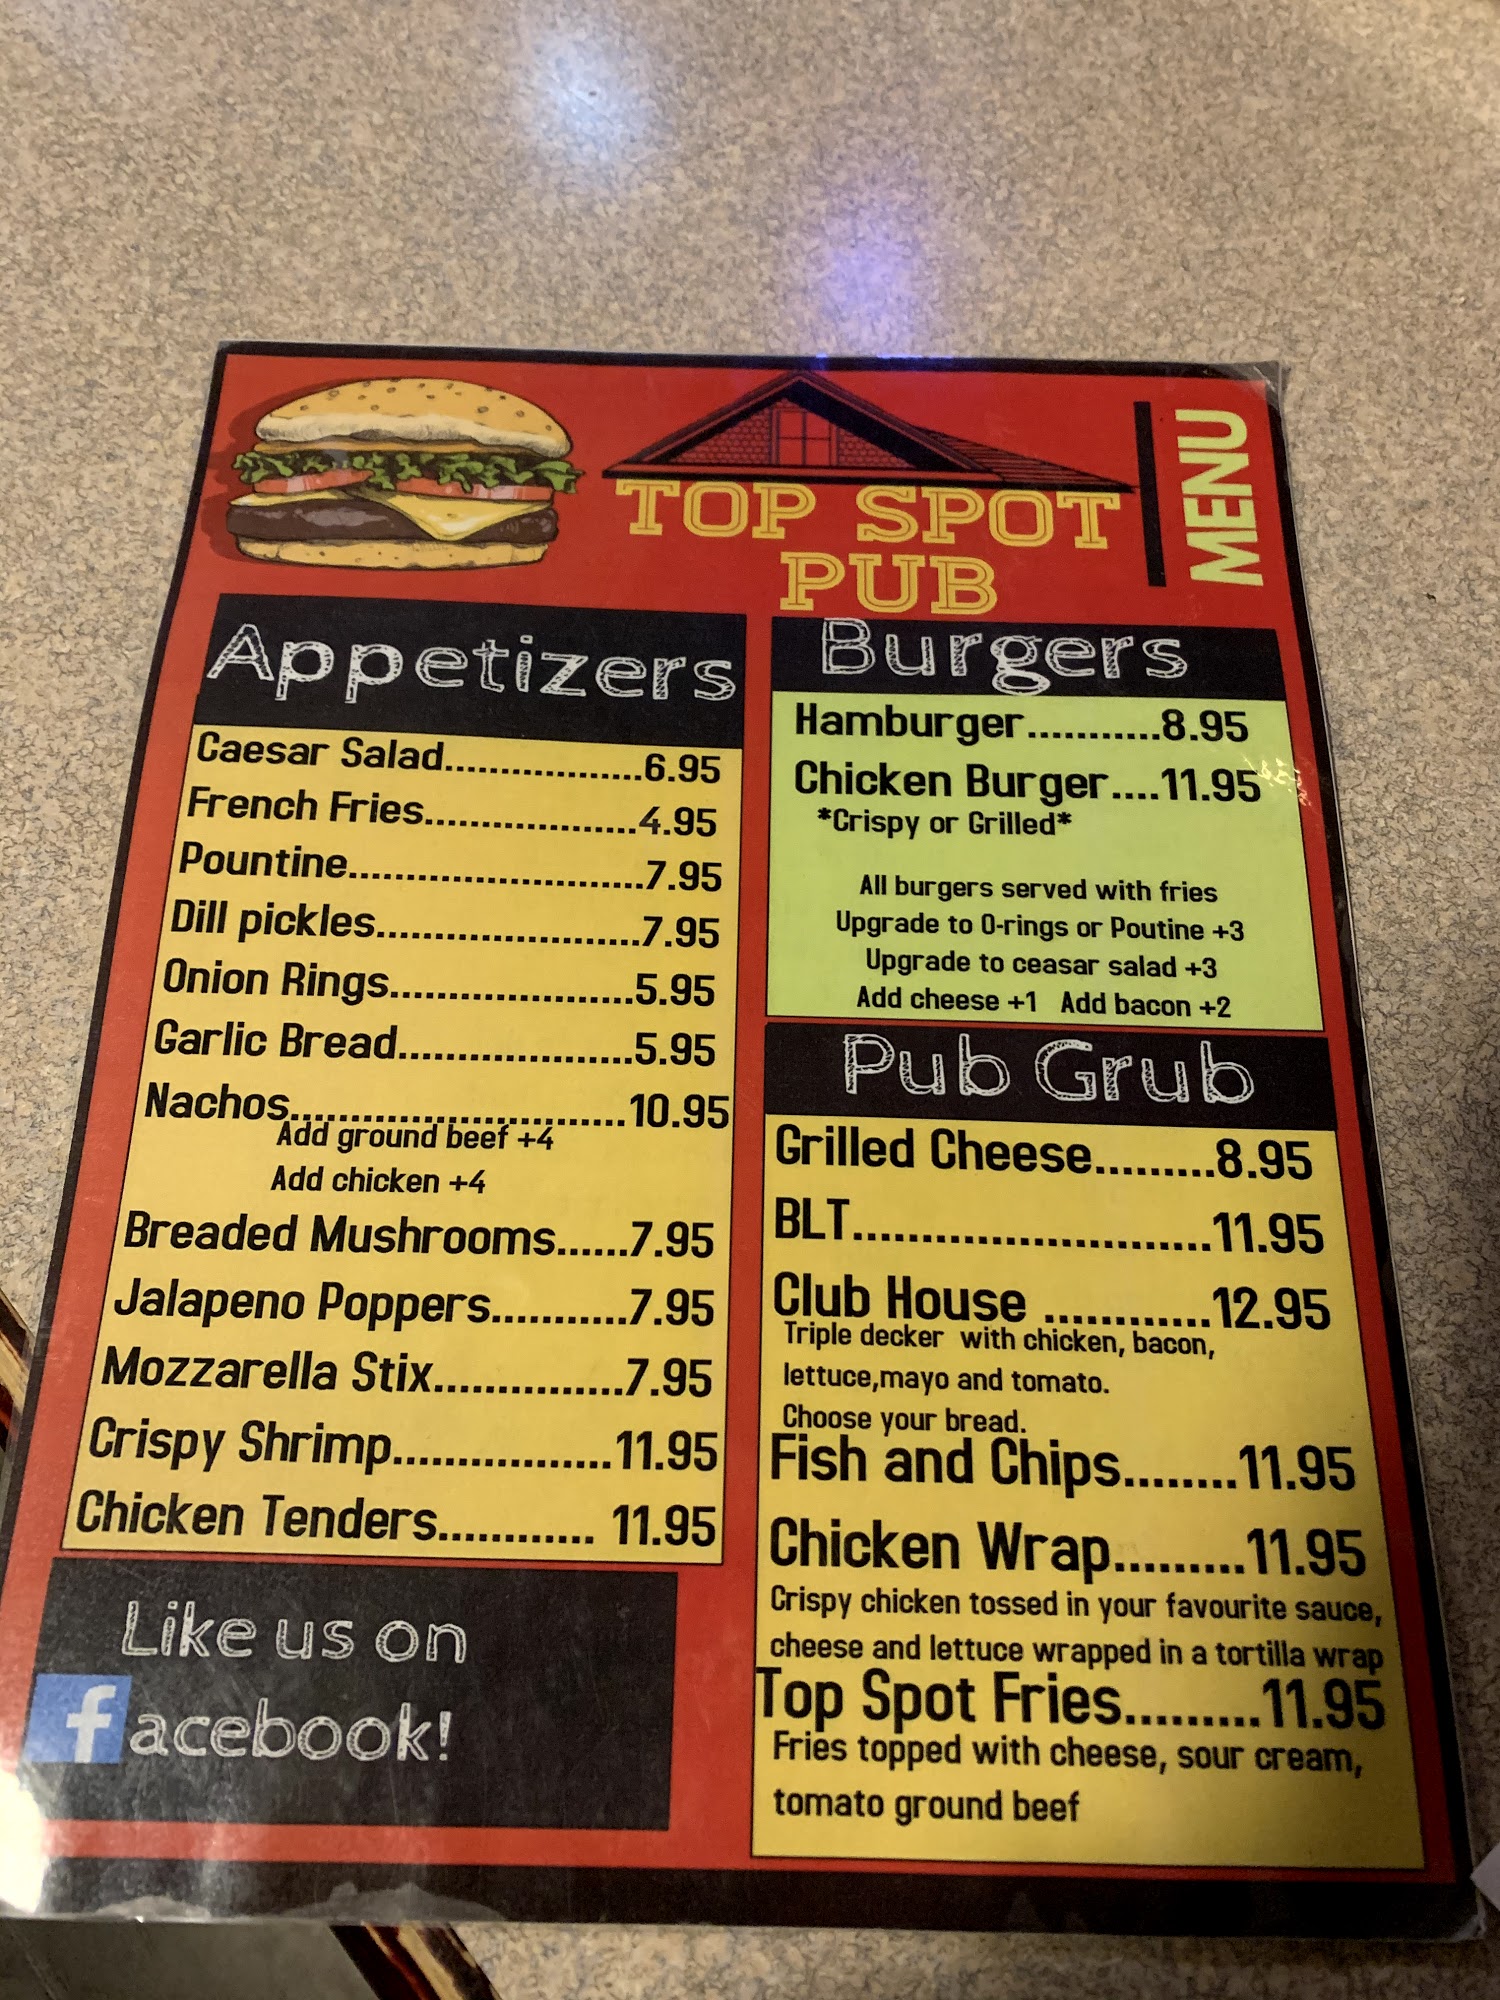 TOP SPOT
PUB
MENU
Appetizers
Caesar Salad..................6.95
French Fries...................4.95
Pountine..........................7.95
Dill pickles.......................7.95
Onion Rings.....................5.95
Garlic Bread....................5.95
Nachos.............................10.95
Add ground beef +4
Add chicken +4
Breaded Mushrooms......7.95
Jalapeno Poppers...........7.95
Mozzarella Stix...............7.95
Crispy Shrimp.................11.95
Chicken Tenders............ 11.95
Like us on
facebook!
Burgers
Hamburger...........8.95
Chicken Burger....11.95
*Crispy or Grilled*
All burgers served with fries
Upgrade to O-rings or Poutine +3
Upgrade to ceasar salad +3
Add cheese +1 Add bacon +2
Pub Grub
Grilled Cheese.........8.95
BLT..........................11.95
Club House ............12.95
Triple decker with chicken, bacon,
lettuce,mayo and tomato.
Choose your bread.
Fish and Chips........11.95
Chicken Wrap.........11.95
Crispy chicken tossed in your favourite sauce,
cheese and lettuce wrapped in a tortilla wrap
Top Spot Fries.........11.95
Fries topped with cheese, sour cream,
tomato ground beef